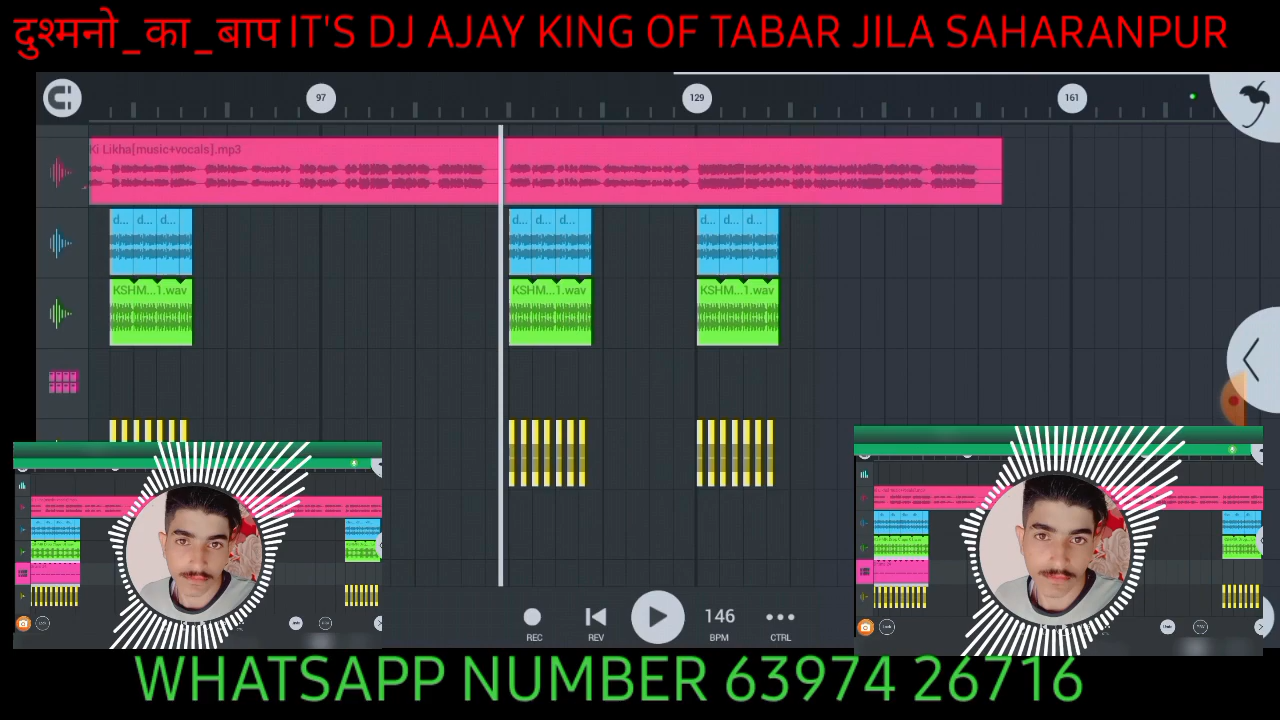 दुश्मनो_का_बाप IT'S DJ AJAY KING OF TABAR JILA SAHARANPUR
97 129 161
Ki Likha[music+vocals].mp3
d... d... d... d... d... d... d... d... d...
KSHM...1.wav KSHM...1.wav KSHM...1.wav
146
REC REV BPM CTRL
WHATSAPP NUMBER 63974 26716